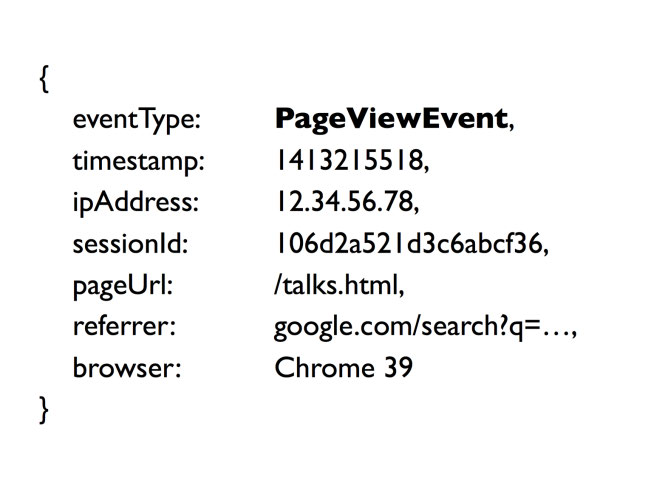 {
eventType: PageViewEvent,
timestamp: 1413215518,
ipAddress: 12.34.56.78,
sessionId: 106d2a521d3c6abcf36,
pageUrl: /talks.html,
referrer: google.com/search?q=…,
browser: Chrome 39
}